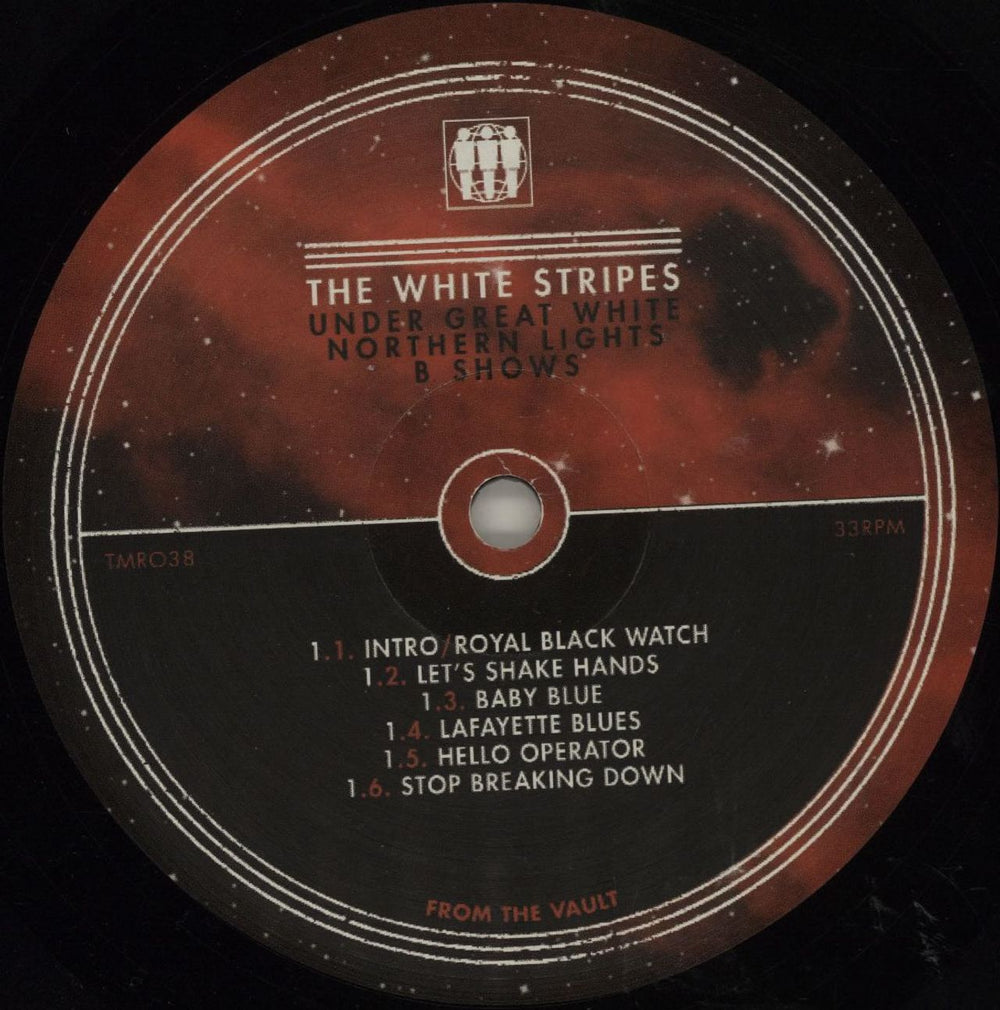 THE WHITE STRIPES
UNDER GREAT WHITE
NORTHERN LIGHTS
B SHOWS
TMR038
33RPM
1.1. INTRO/ROYAL BLACK WATCH
1.2. LET'S SHAKE HANDS
1.3. BABY BLUE
1.4. LAFAYETTE BLUES
1.5. HELLO OPERATOR
1.6. STOP BREAKING DOWN
FROM THE VAULT